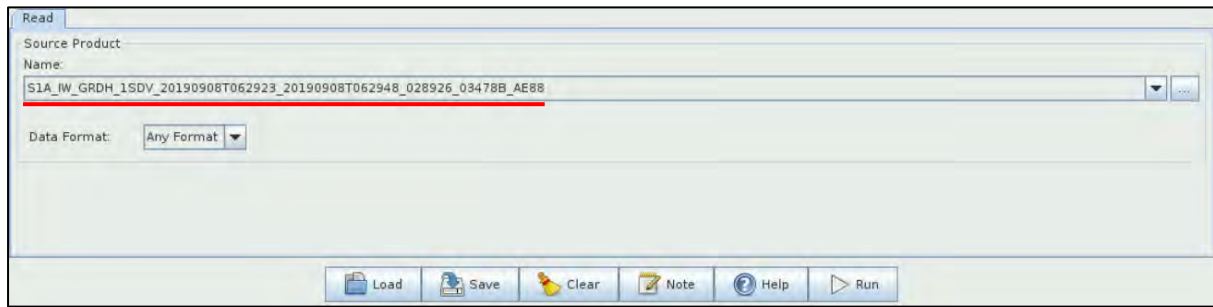 Read
Source Product
Name:
S1A_IW_GRDH_1SDV_20190908T062923_20190908T062948_028926_03478B_AE88
...
Data Format: Any Format
Load Save Clear Note Help Run